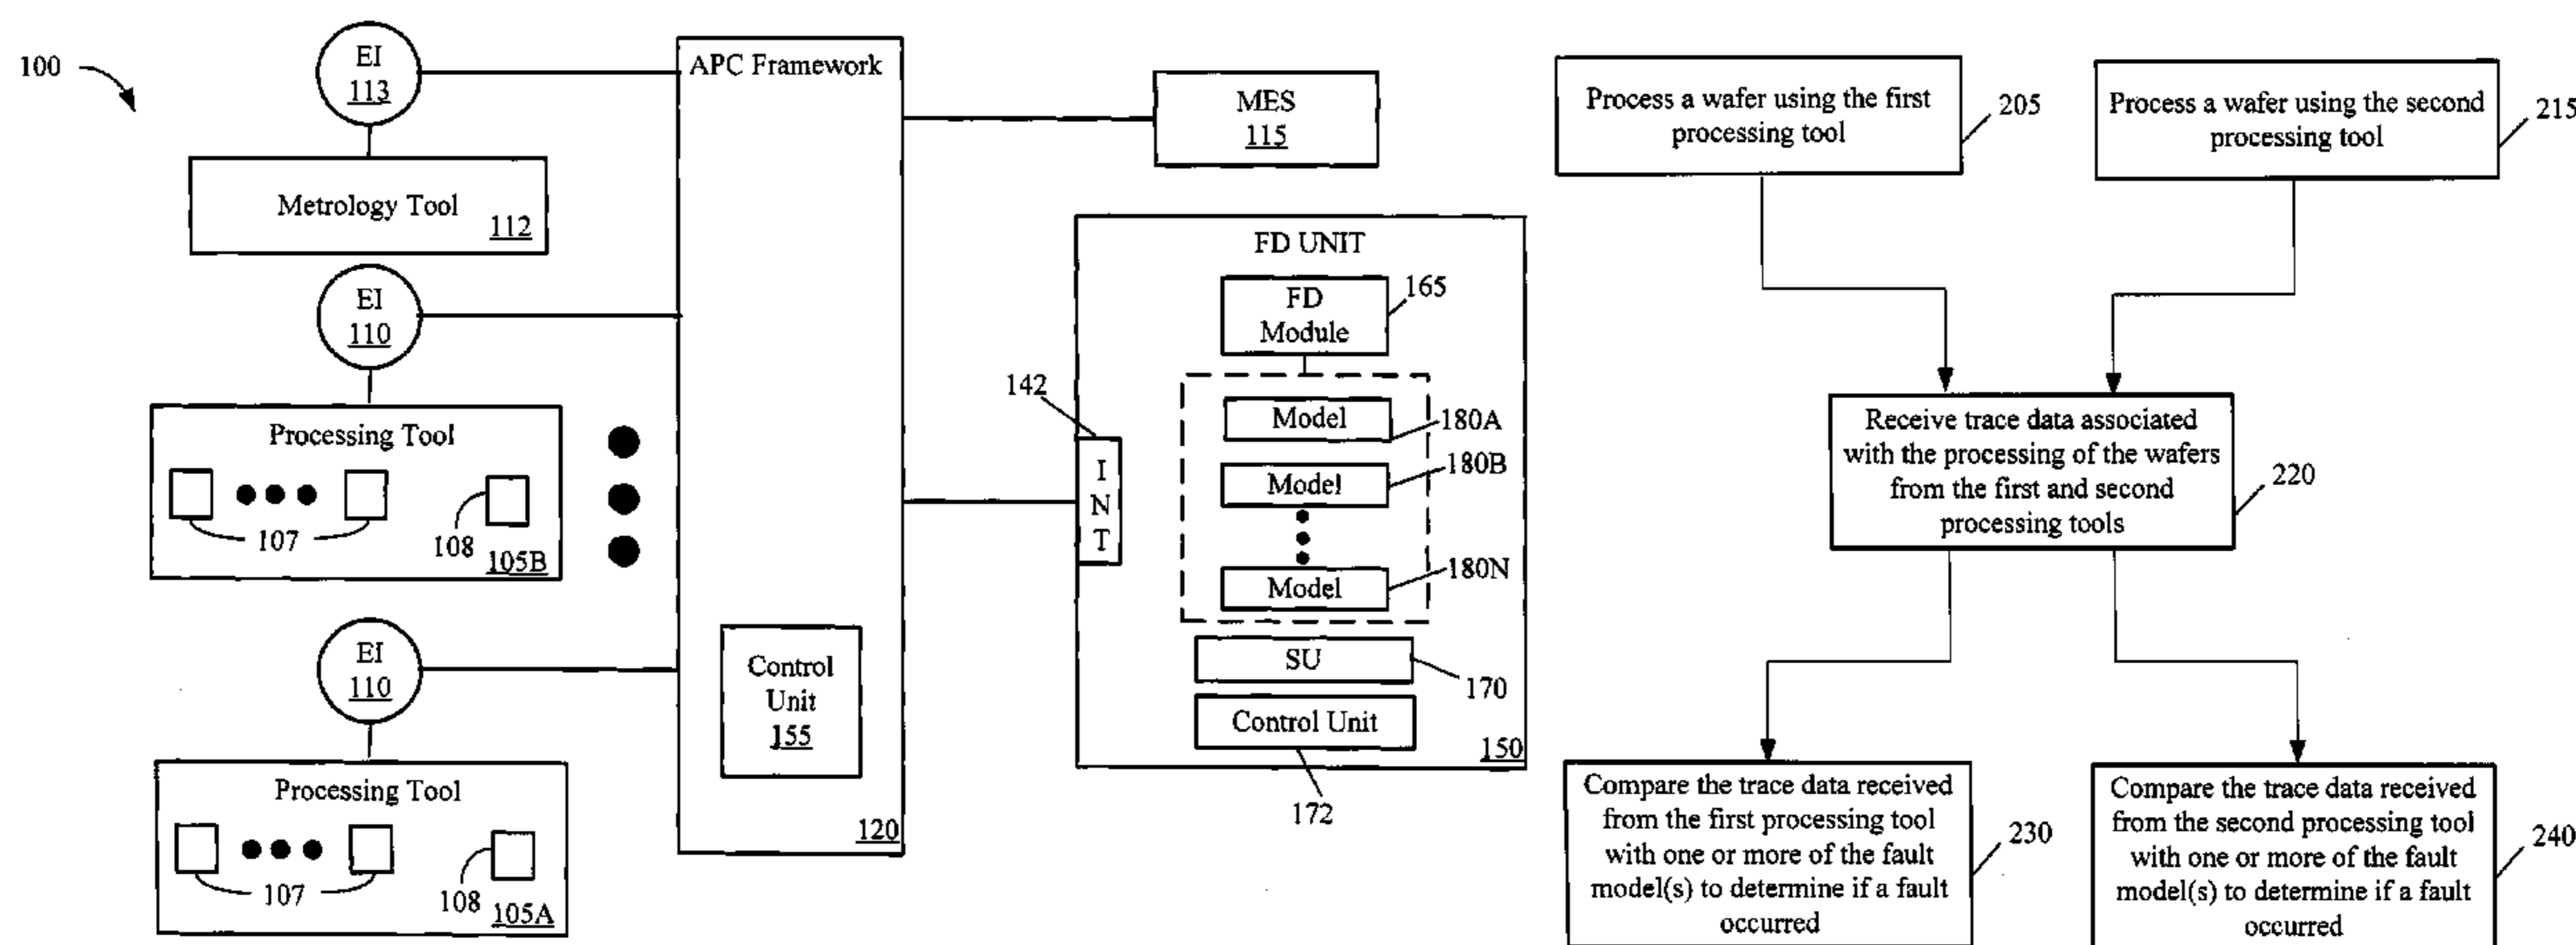 100
EI
113
Metrology Tool
112
EI
110
Processing Tool
107
108
105B
EI
110
Processing Tool
107
108
105A
APC Framework
Control
Unit
155
120
MES
115
142
I
N
T
FD UNIT
FD
Module
165
Model
180A
Model
180B
Model
180N
SU
170
Control Unit
172
150
Process a wafer using the first
processing tool
205
Process a wafer using the second
processing tool
215
Receive trace data associated
with the processing of the wafers
from the first and second
processing tools
220
Compare the trace data received
from the first processing tool
with one or more of the fault
model(s) to determine if a fault
occurred
230
Compare the trace data received
from the second processing tool
with one or more of the fault
model(s) to determine if a fault
occurred
240